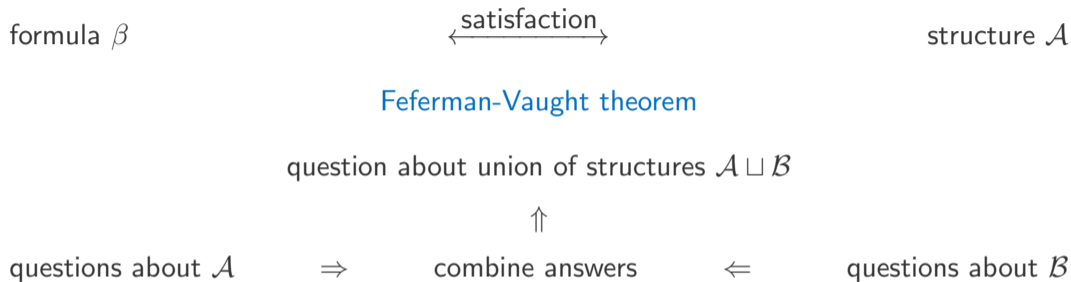 formula β satisfaction structure 𝒜
Feferman-Vaught theorem
question about union of structures 𝒜 ⊔ ℬ
⇑
questions about 𝒜 ⇒ combine answers ⇐ questions about ℬ